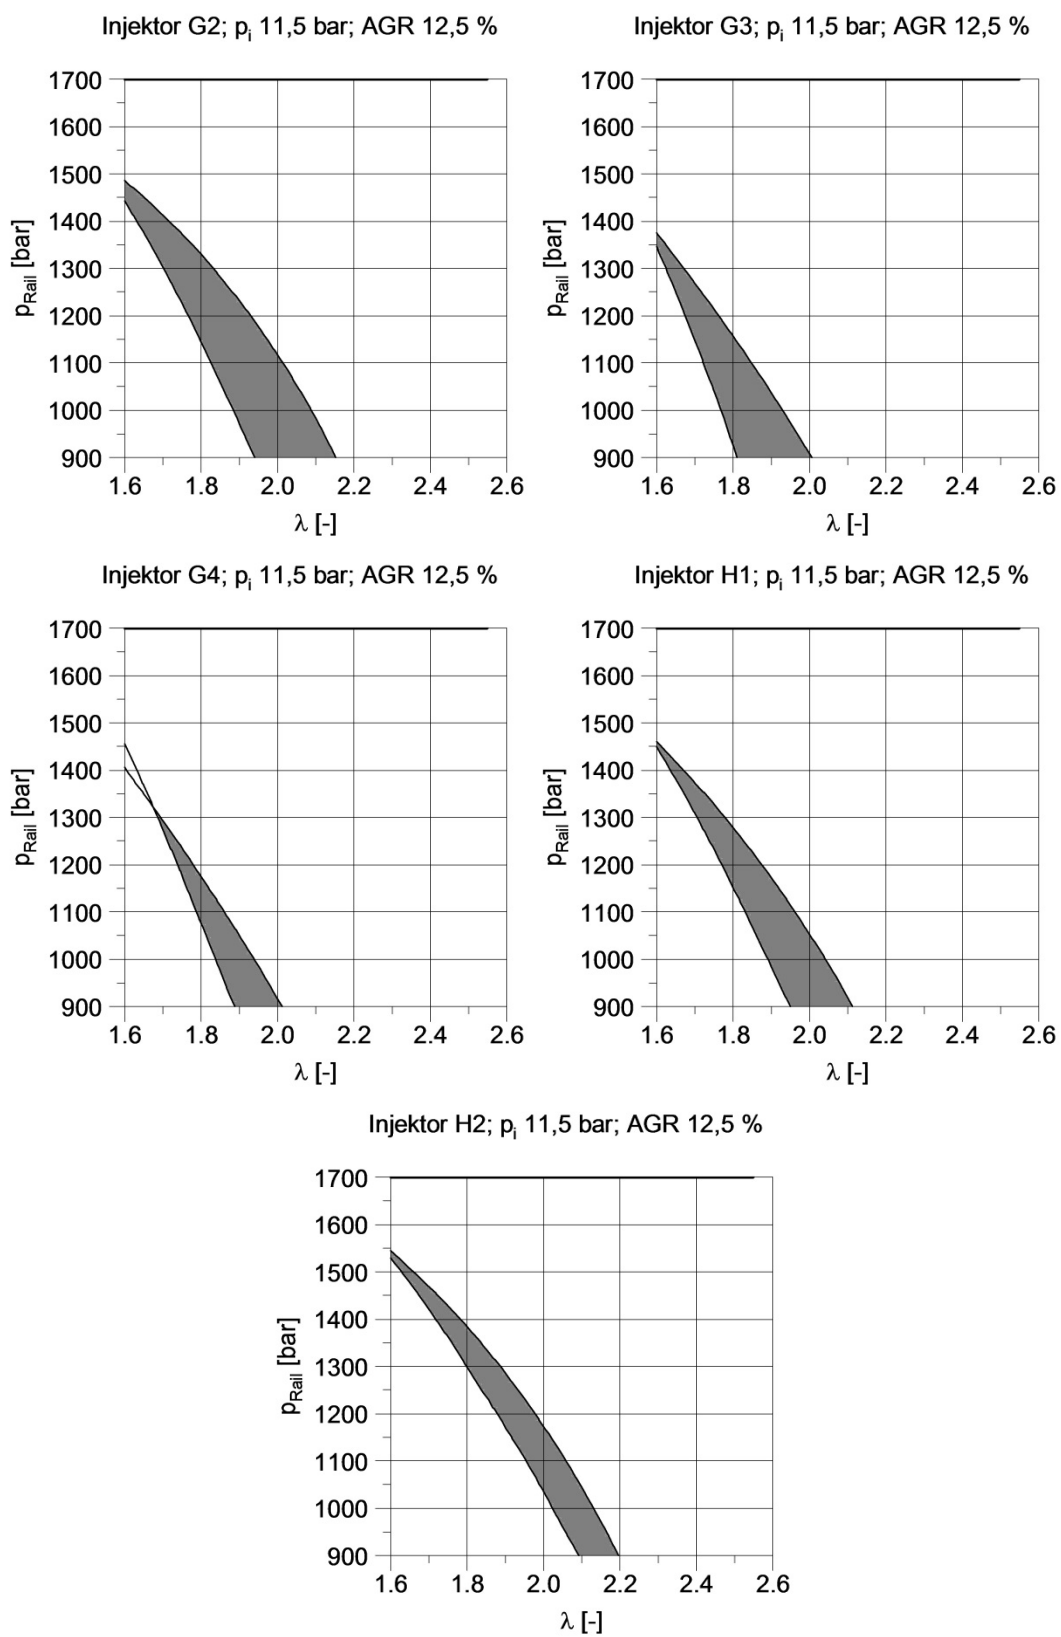 Injektor G2; pi 11,5 bar; AGR 12,5 %
1700
1600
1500
1400
1300
1200
1100
1000
900
pRail [bar]
1.6 1.8 2.0 2.2 2.4 2.6
λ [-]
Injektor G3; pi 11,5 bar; AGR 12,5 %
1700
1600
1500
1400
1300
1200
1100
1000
900
pRail [bar]
1.6 1.8 2.0 2.2 2.4 2.6
λ [-]
Injektor G4; pi 11,5 bar; AGR 12,5 %
1700
1600
1500
1400
1300
1200
1100
1000
900
pRail [bar]
1.6 1.8 2.0 2.2 2.4 2.6
λ [-]
Injektor H1; pi 11,5 bar; AGR 12,5 %
1700
1600
1500
1400
1300
1200
1100
1000
900
pRail [bar]
1.6 1.8 2.0 2.2 2.4 2.6
λ [-]
Injektor H2; pi 11,5 bar; AGR 12,5 %
1700
1600
1500
1400
1300
1200
1100
1000
900
pRail [bar]
1.6 1.8 2.0 2.2 2.4 2.6
λ [-]